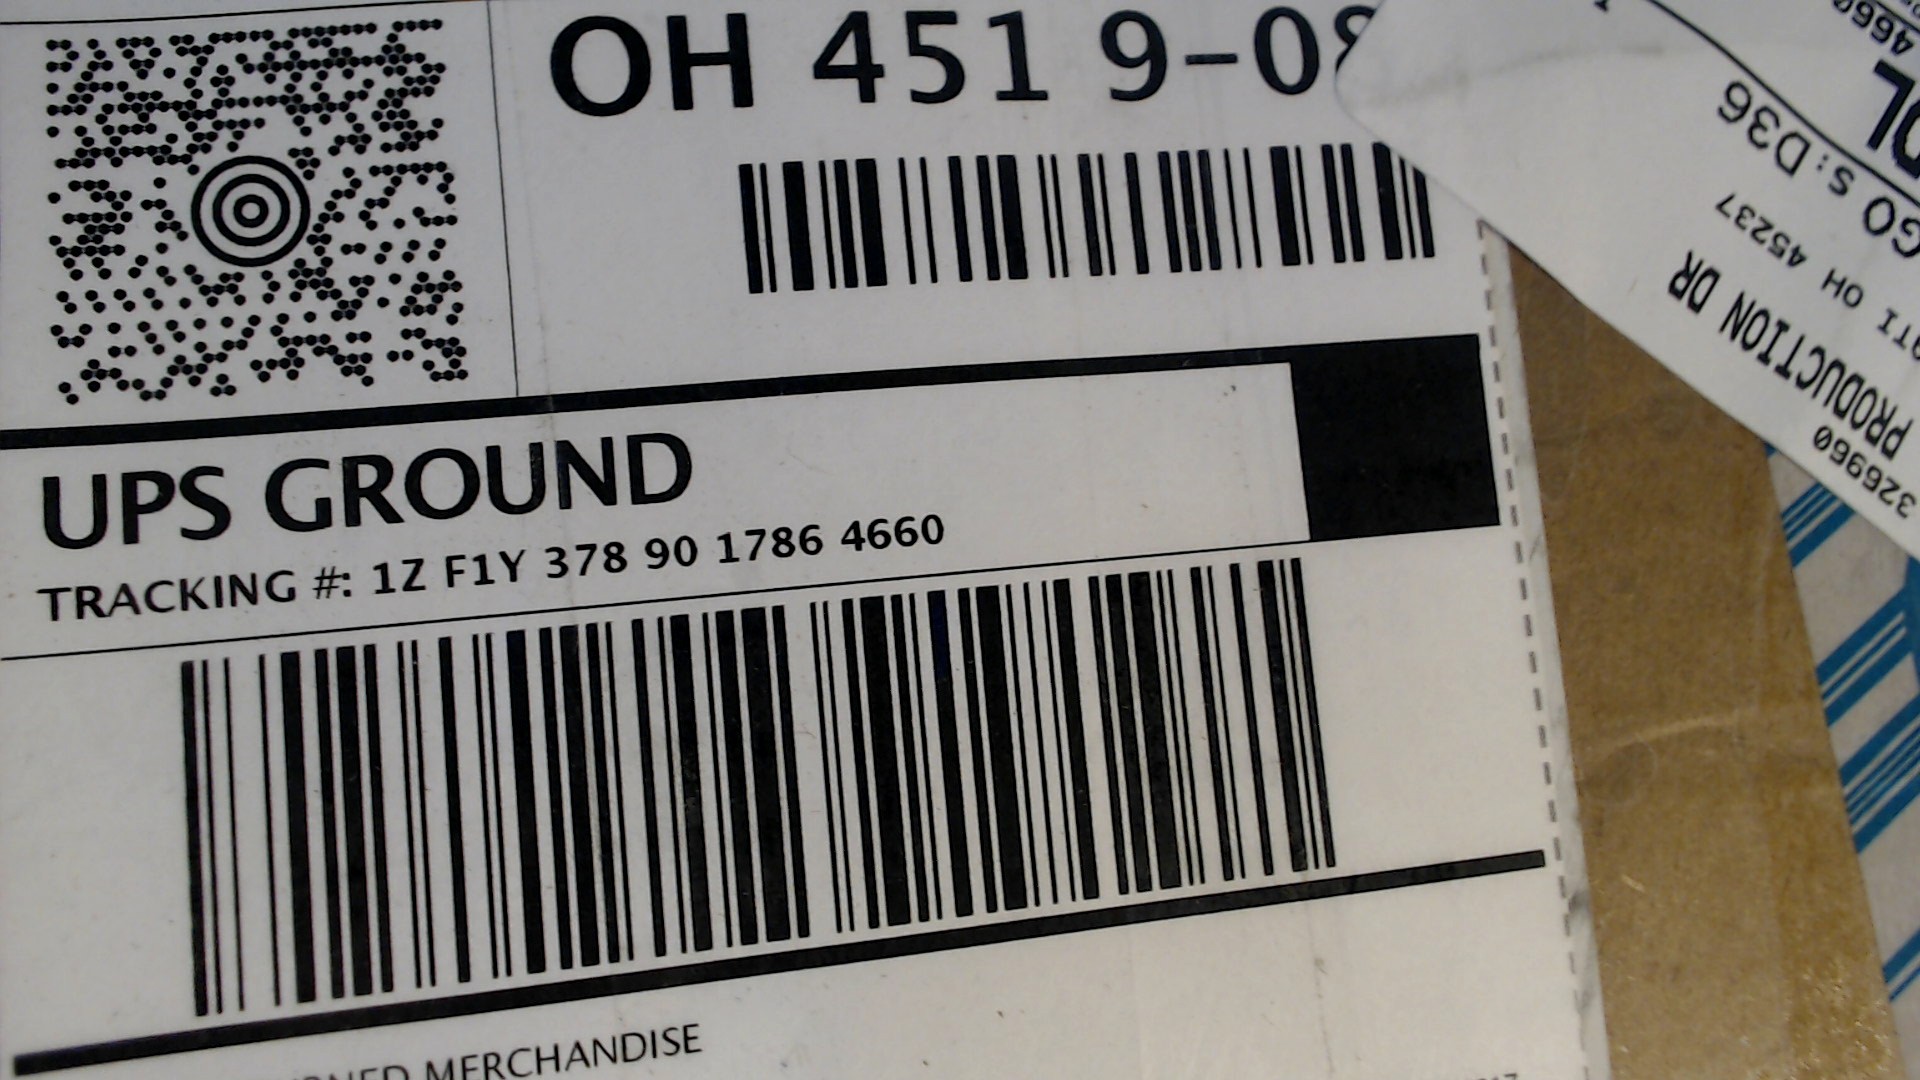 OH 451 9-08
UPS GROUND
TRACKING #: 1Z F1Y 378 90 1786 4660
MERCHANDISE
326960
PRODUCTION DR
OH 45237
S: D36